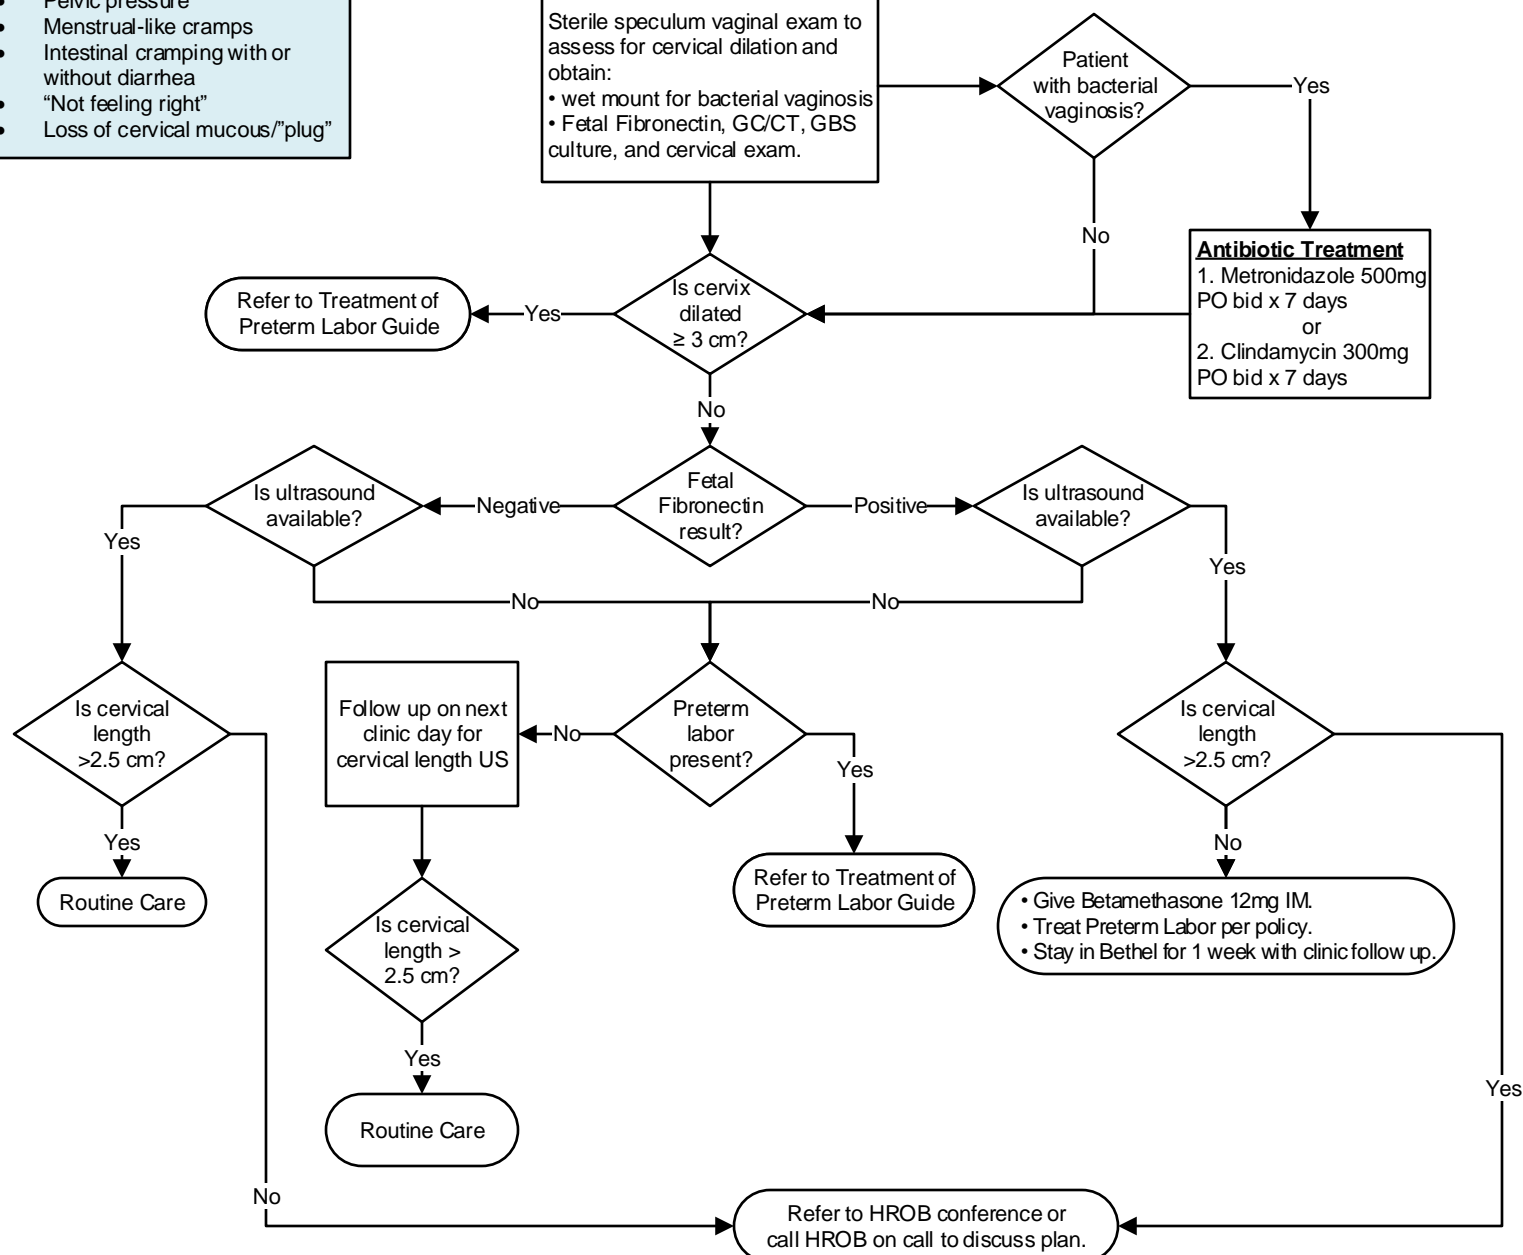 • Pelvic pressure
• Menstrual-like cramps
• Intestinal cramping with or
without diarrhea
• “Not feeling right”
• Loss of cervical mucous/”plug”
Sterile speculum vaginal exam to
assess for cervical dilation and
obtain:
• wet mount for bacterial vaginosis
• Fetal Fibronectin, GC/CT, GBS
culture, and cervical exam.
Patient
with bacterial
vaginosis?
Yes
No
Antibiotic Treatment
1. Metronidazole 500mg
PO bid x 7 days
or
2. Clindamycin 300mg
PO bid x 7 days
Is cervix
dilated
≥ 3 cm?
Yes
Refer to Treatment of
Preterm Labor Guide
No
Fetal
Fibronectin
result?
Negative
Positive
Is ultrasound
available?
Is ultrasound
available?
Yes
Yes
No
No
Is cervical
length
>2.5 cm?
Follow up on next
clinic day for
cervical length US
No
Preterm
labor
present?
Yes
Is cervical
length
>2.5 cm?
Yes
No
Routine Care
Refer to Treatment of
Preterm Labor Guide
• Give Betamethasone 12mg IM.
• Treat Preterm Labor per policy.
• Stay in Bethel for 1 week with clinic follow up.
Is cervical
length >
2.5 cm?
Yes
Yes
Routine Care
No
Refer to HROB conference or
call HROB on call to discuss plan.